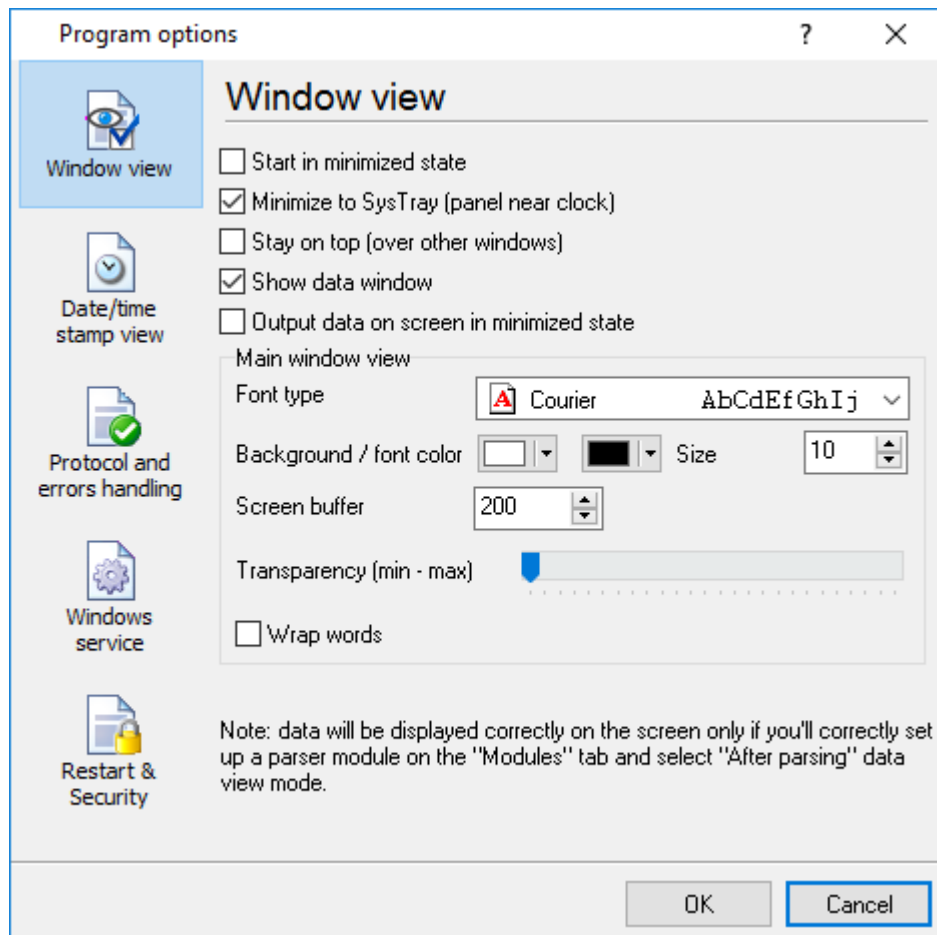 Program options
?
Window view
Window view
Start in minimized state
Minimize to SysTray (panel near clock)
Stay on top (over other windows)
Show data window
Output data on screen in minimized state
Date/time
stamp view
Protocol and
errors handling
Windows
service
Restart &
Security
Main window view
Font type
A Courier AbCdEfGhIj
Background / font color
Size 10
Screen buffer 200
Transparency (min - max)
Wrap words
Note: data will be displayed correctly on the screen only if you'll correctly set
up a parser module on the "Modules" tab and select "After parsing" data
view mode.
OK
Cancel